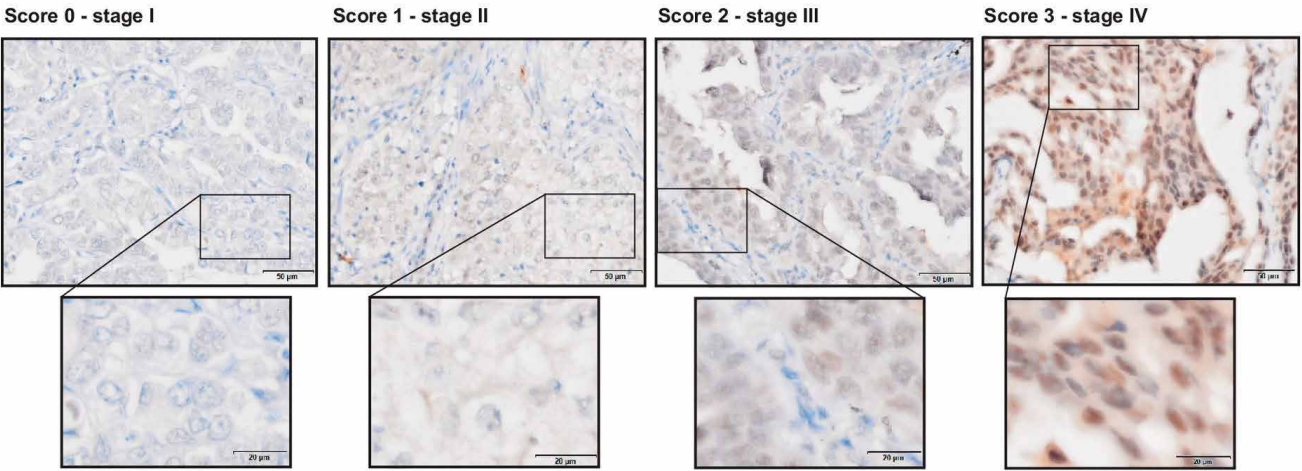 Score 0 - stage I
Score 1 - stage II
Score 2 - stage III
Score 3 - stage IV
50 µm
50 µm
50 µm
50 µm
20 µm
20 µm
20 µm
20 µm